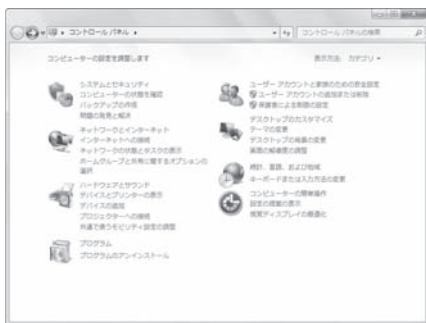 コントロール パネル
コントロール パネルの検索
コンピューターの設定を調整します
表示方法: カテゴリ
システムとセキュリティ
コンピューターの状態を確認
バックアップの作成
問題の発見と解決
ネットワークとインターネット
インターネットへの接続
ネットワークの状態とタスクの表示
ホームグループと共有に関するオプションの
選択
ハードウェアとサウンド
デバイスとプリンターの表示
デバイスの追加
プロジェクターへの接続
共通で使うモビリティ設定の調整
プログラム
プログラムのアンインストール
ユーザー アカウントと家族のための安全設定
ユーザー アカウントの追加または削除
保護者による制限の設定
デスクトップのカスタマイズ
テーマの変更
デスクトップの背景の変更
画面の解像度の調整
時計、言語、および地域
キーボードまたは入力方法の変更
コンピューターの簡単操作
設定の提案の表示
視覚ディスプレイの最適化